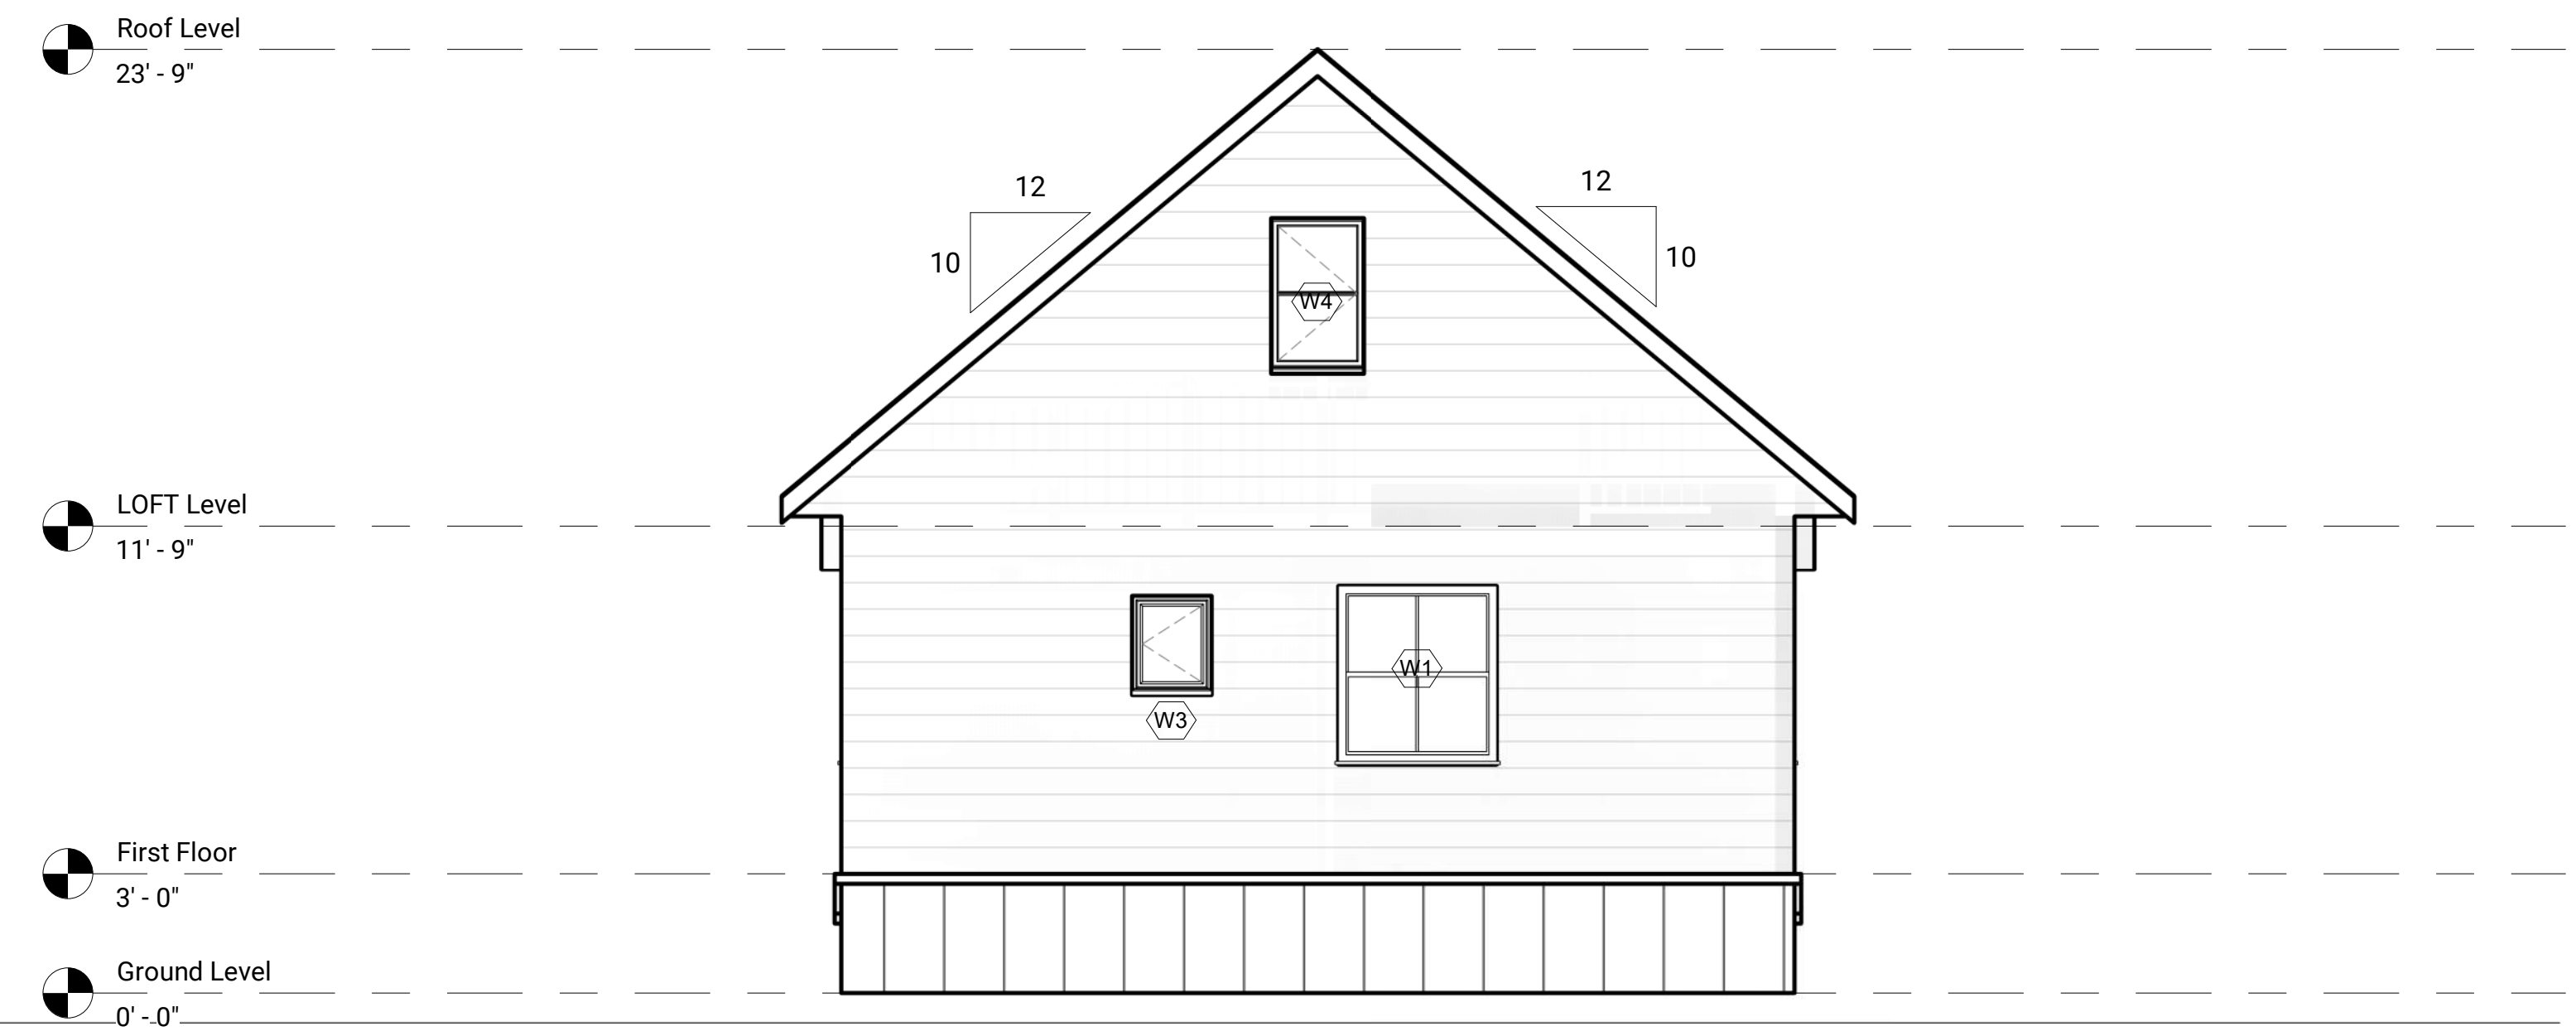 Roof Level
23' - 9"
12
10
12
10
W4
LOFT Level
11' - 9"
W3
W1
First Floor
3' - 0"
Ground Level
0' - 0"